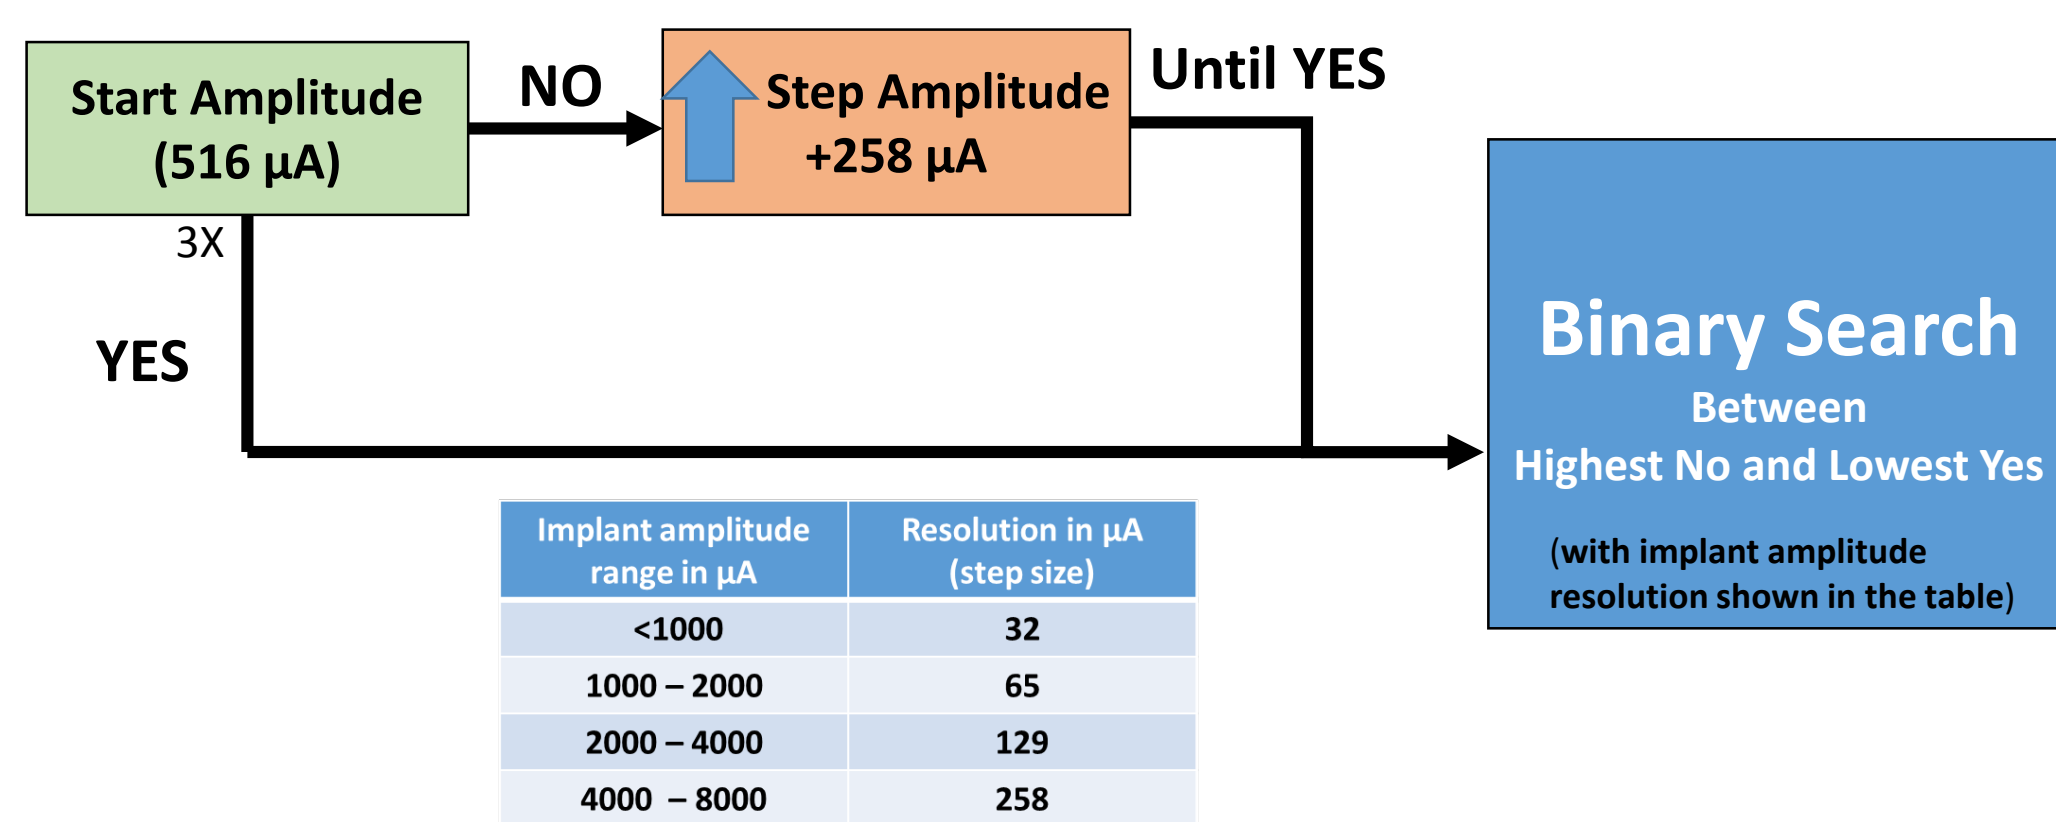 Start Amplitude
(516 µA)
NO
Step Amplitude
+258 µA
Until YES
3X
YES
Binary Search
Between
Highest No and Lowest Yes
(with implant amplitude
resolution shown in the table)
Implant amplitude
range in µA
Resolution in µA
(step size)
<1000 32
1000 – 2000 65
2000 – 4000 129
4000 – 8000 258